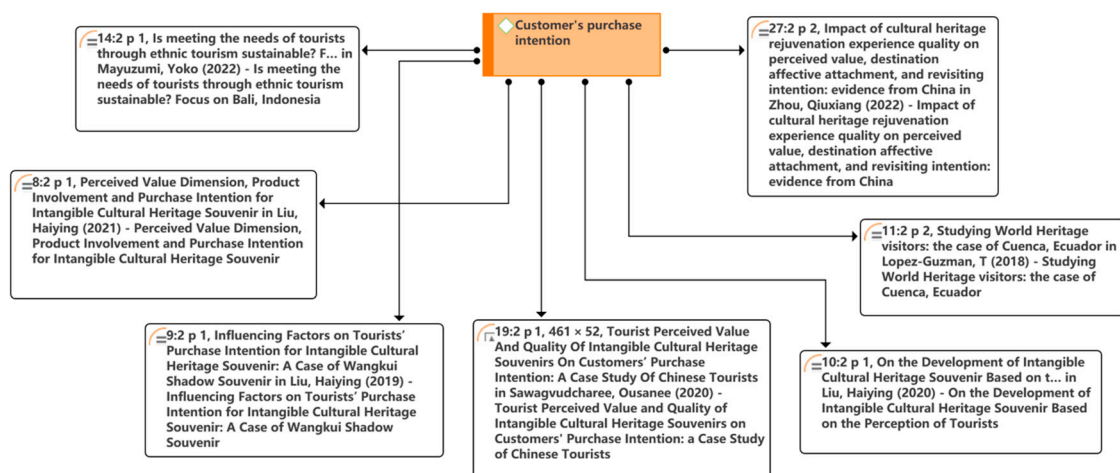 Customer's purchase
intention
14:2 p 1, Is meeting the needs of tourists
through ethnic tourism sustainable? F... in
Mayuzumi, Yoko (2022) - Is meeting the
needs of tourists through ethnic tourism
sustainable? Focus on Bali, Indonesia
27:2 p 2, Impact of cultural heritage
rejuvenation experience quality on
perceived value, destination
affective attachment, and revisiting
intention: evidence from China in
Zhou, Qiuxiang (2022) - Impact of
cultural heritage rejuvenation
experience quality on perceived
value, destination affective
attachment, and revisiting intention:
evidence from China
8:2 p 1, Perceived Value Dimension, Product
Involvement and Purchase Intention for
Intangible Cultural Heritage Souvenir in Liu,
Haiying (2021) - Perceived Value Dimension,
Product Involvement and Purchase Intention
for Intangible Cultural Heritage Souvenir
11:2 p 2, Studying World Heritage
visitors: the case of Cuenca, Ecuador in
Lopez-Guzman, T (2018) - Studying
World Heritage visitors: the case of
Cuenca, Ecuador
9:2 p 1, Influencing Factors on Tourists'
Purchase Intention for Intangible Cultural
Heritage Souvenir: A Case of Wangkui
Shadow Souvenir in Liu, Haiying (2019) -
Influencing Factors on Tourists' Purchase
Intention for Intangible Cultural Heritage
Souvenir: A Case of Wangkui Shadow
Souvenir
19:2 p 1, 461 × 52, Tourist Perceived Value
And Quality Of Intangible Cultural Heritage
Souvenirs On Customers' Purchase
Intention: A Case Study Of Chinese Tourists
in Sawagvudcharee, Ousanee (2020) -
Tourist Perceived Value and Quality of
Intangible Cultural Heritage Souvenirs on
Customers' Purchase Intention: a Case Study
of Chinese Tourists
10:2 p 1, On the Development of Intangible
Cultural Heritage Souvenir Based on t... in
Liu, Haiying (2020) - On the Development of
Intangible Cultural Heritage Souvenir Based
on the Perception of Tourists